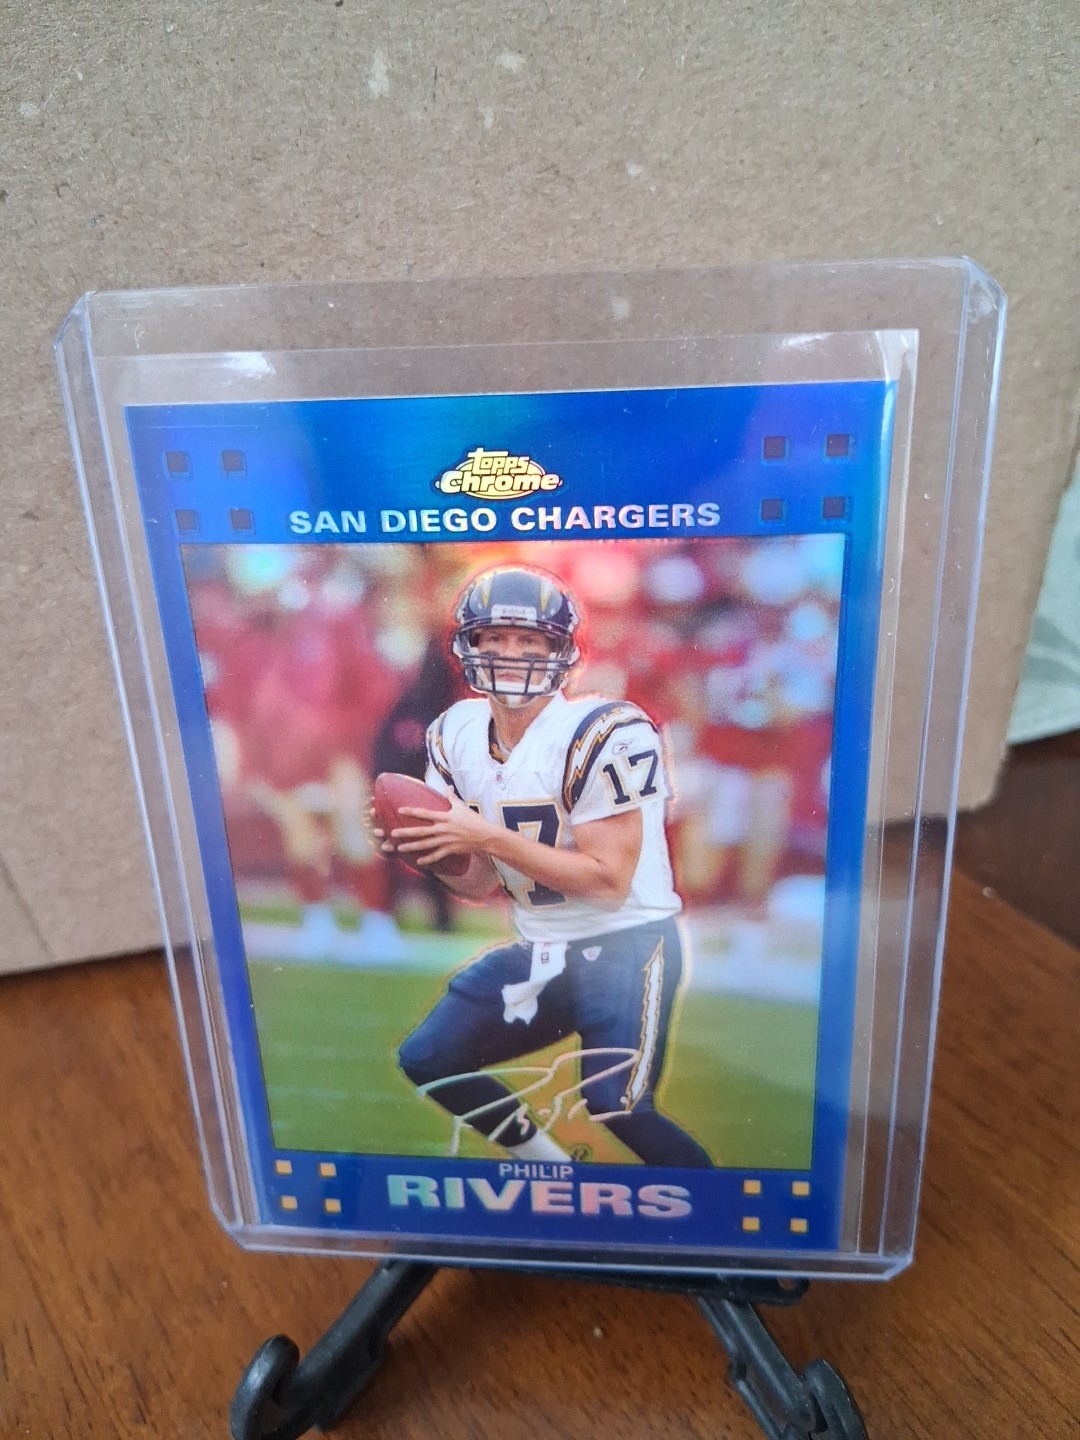 Topps
Chrome
SAN DIEGO CHARGERS
17
17
PHILIP
RIVERS